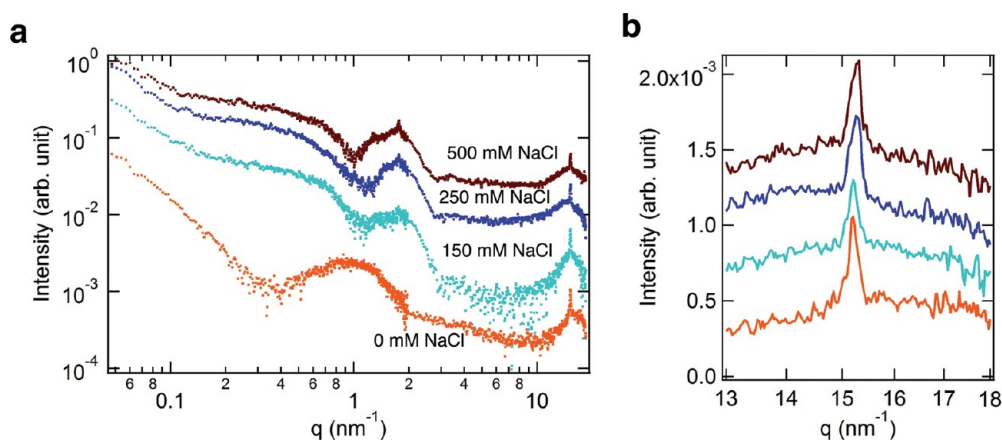 a
b
10⁰
10⁻¹
10⁻²
10⁻³
10⁻⁴
Intensity (arb. unit)
500 mM NaCl
250 mM NaCl
150 mM NaCl
0 mM NaCl
6 8 0.1 2 4 6 8 1 2 4 6 8 10
q (nm⁻¹)
2.0x10⁻³
1.5
1.0
0.5
0.0
Intensity (arb. unit)
13 14 15 16 17 18
q (nm⁻¹)